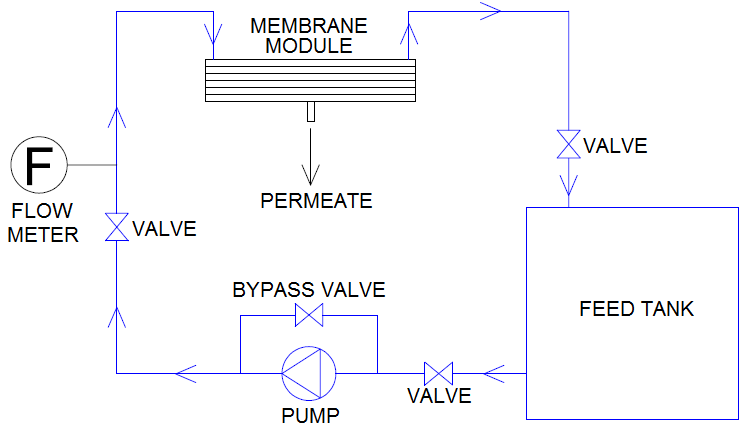 MEMBRANE
MODULE
VALVE
F
FLOW
METER
PERMEATE
VALVE
BYPASS VALVE
FEED TANK
VALVE
PUMP